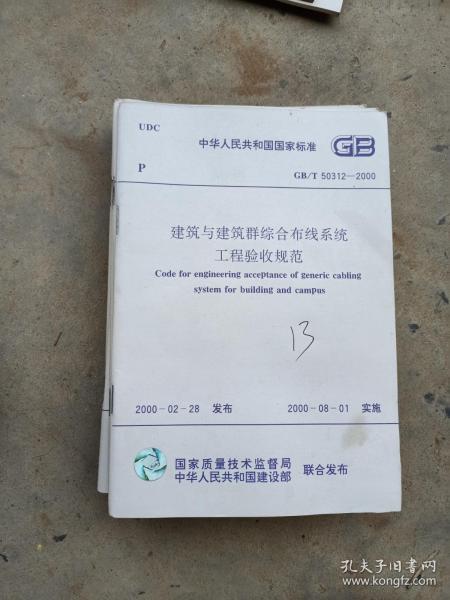 UDC
中华人民共和国国家标准 GB
P
GB/T 50312—2000
建筑与建筑群综合布线系统
工程验收规范
Code for engineering acceptance of generic cabling
system for building and campus
13
2000-02-28 发布 2000-08-01 实施
国家质量技术监督局
中华人民共和国建设部 联合发布
孔夫子旧书网
www.kongfz.com